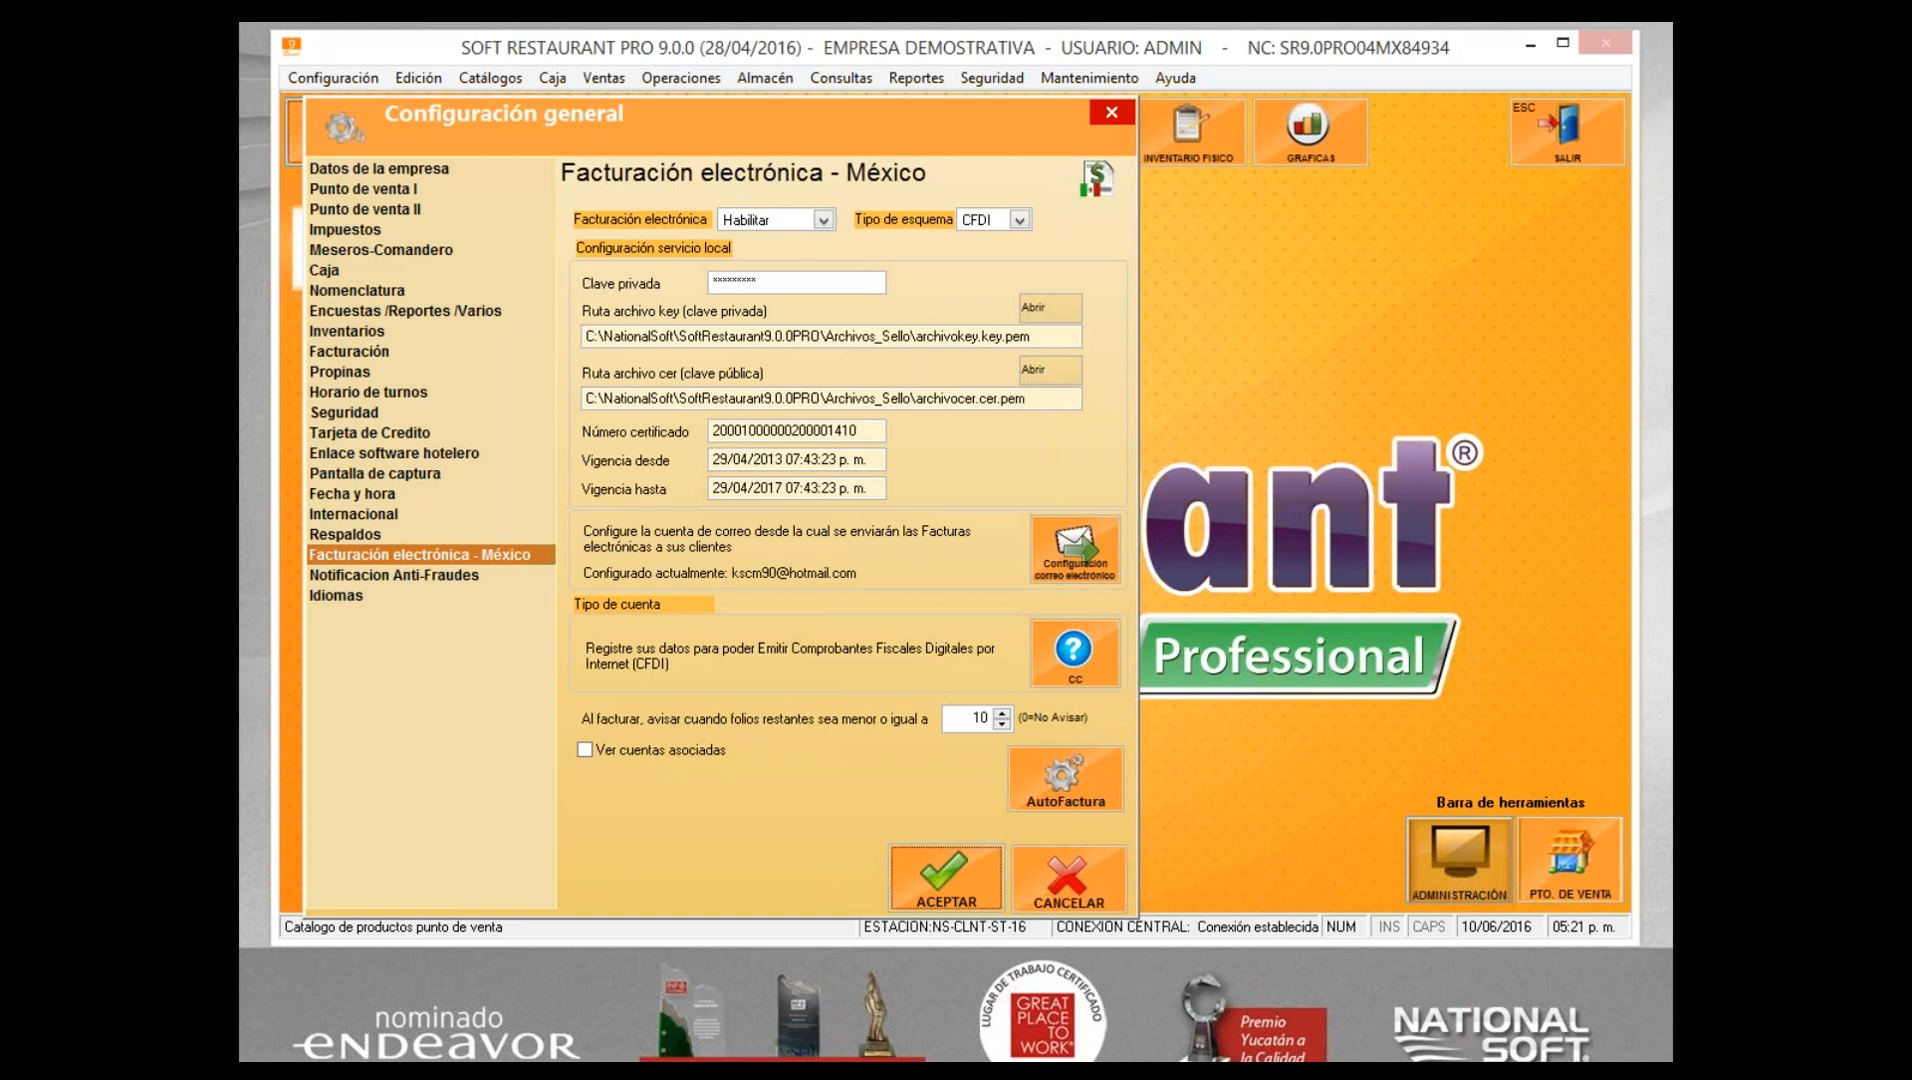 SOFT RESTAURANT PRO 9.0.0 (28/04/2016) - EMPRESA DEMOSTRATIVA - USUARIO: ADMIN - NC: SR9.0PRO04MX84934
Configuración Edición Catálogos Caja Ventas Operaciones Almacén Consultas Reportes Seguridad Mantenimiento Ayuda
Configuración general
INVENTARIO FISICO
GRAFICAS
ESC
SALIR
Datos de la empresa
Punto de venta I
Punto de venta II
Impuestos
Meseros-Comandero
Caja
Nomenclatura
Encuestas /Reportes /Varios
Inventarios
Facturación
Propinas
Horario de turnos
Seguridad
Tarjeta de Credito
Enlace software hotelero
Pantalla de captura
Fecha y hora
Internacional
Respaldos
Facturación electrónica - México
Notificacion Anti-Fraudes
Idiomas
Facturación electrónica - México
Facturación electrónica Habilitar Tipo de esquema CFDI
Configuración servicio local
Clave privada *********
Ruta archivo key (clave privada) Abrir
C:\NationalSoft\SoftRestaurant9.0.0PRO\Archivos_Sello\archivokey.key.pem
Ruta archivo cer (clave pública) Abrir
C:\NationalSoft\SoftRestaurant9.0.0PRO\Archivos_Sello\archivocer.cer.pem
Número certificado 20001000000200001410
Vigencia desde 29/04/2013 07:43:23 p. m.
Vigencia hasta 29/04/2017 07:43:23 p. m.
Configure la cuenta de correo desde la cual se enviarán las Facturas
electrónicas a sus clientes
Configurado actualmente: kscm90@hotmail.com
Configuración
correo electrónico
Tipo de cuenta
Registre sus datos para poder Emitir Comprobantes Fiscales Digitales por
Internet (CFDI)
CC
Al facturar, avisar cuando folios restantes sea menor o igual a 10 (0=No Avisar)
Ver cuentas asociadas
AutoFactura
ACEPTAR
CANCELAR
ant®
Professional
Barra de herramientas
ADMINISTRACIÓN
PTO. DE VENTA
Catalogo de productos punto de venta ESTACION:NS-CLNT-ST-16 CONEXION CENTRAL: Conexión establecida NUM INS CAPS 10/06/2016 05:21 p. m.
nominado
ENDEAVOR
LUGAR DE TRABAJO CERTIFICADO
GREAT
PLACE
TO
WORK®
Premio
Yucatán a
la Calidad
NATIONAL
SOFT®